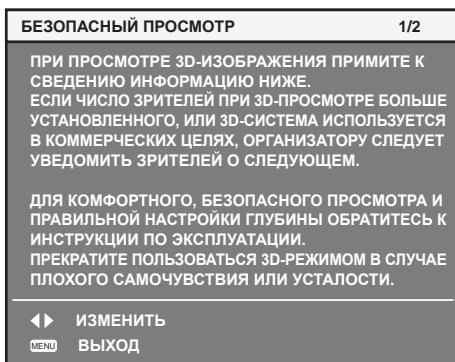 БЕЗОПАСНЫЙ ПРОСМОТР 1/2
ПРИ ПРОСМОТРЕ 3D-ИЗОБРАЖЕНИЯ ПРИМИТЕ К
СВЕДЕНИЮ ИНФОРМАЦИЮ НИЖЕ.
ЕСЛИ ЧИСЛО ЗРИТЕЛЕЙ ПРИ 3D-ПРОСМОТРЕ БОЛЬШЕ
УСТАНОВЛЕННОГО, ИЛИ 3D-СИСТЕМА ИСПОЛЬЗУЕТСЯ
В КОММЕРЧЕСКИХ ЦЕЛЯХ, ОРГАНИЗАТОРУ СЛЕДУЕТ
УВЕДОМИТЬ ЗРИТЕЛЕЙ О СЛЕДУЮЩЕМ.
ДЛЯ КОМФОРТНОГО, БЕЗОПАСНОГО ПРОСМОТРА И
ПРАВИЛЬНОЙ НАСТРОЙКИ ГЛУБИНЫ ОБРАТИТЕСЬ К
ИНСТРУКЦИИ ПО ЭКСПЛУАТАЦИИ.
ПРЕКРАТИТЕ ПОЛЬЗОВАТЬСЯ 3D-РЕЖИМОМ В СЛУЧАЕ
ПЛОХОГО САМОЧУВСТВИЯ ИЛИ УСТАЛОСТИ.
ИЗМЕНИТЬ
MENU ВЫХОД